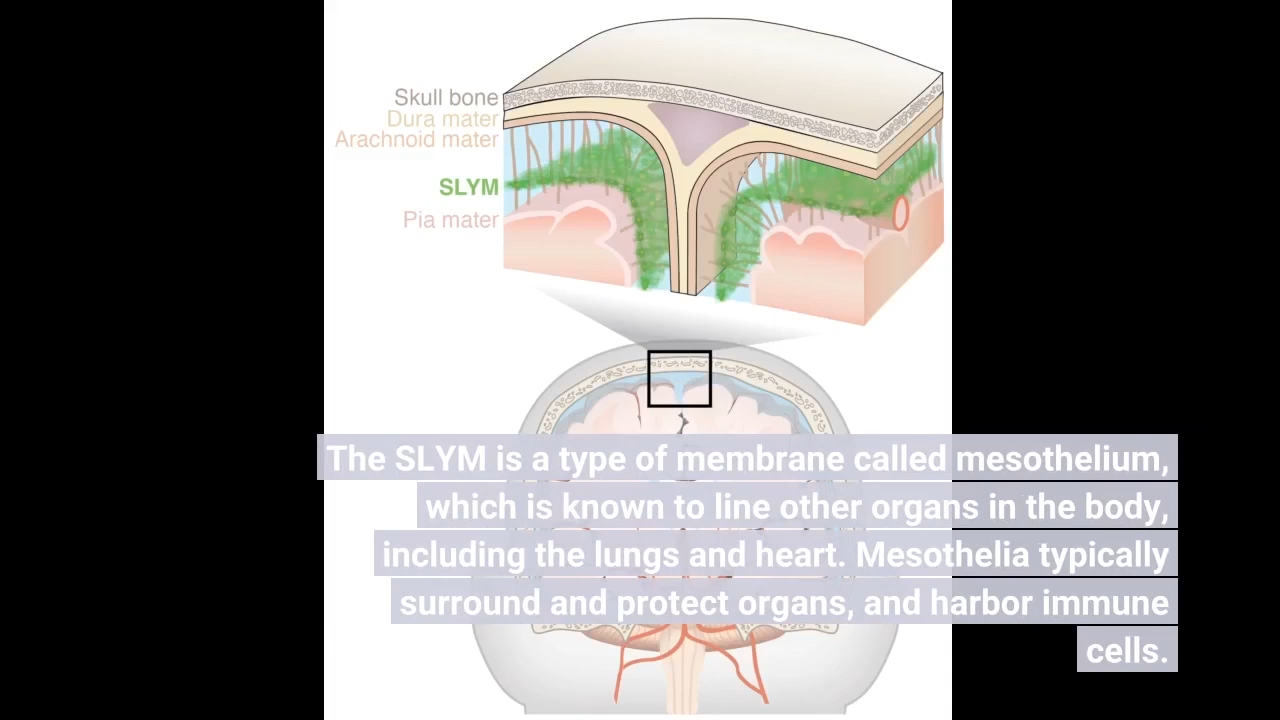 Skull bone
Dura mater
Arachnoid mater
SLYM
Pia mater
The SLYM is a type of membrane called mesothelium,
which is known to line other organs in the body,
including the lungs and heart. Mesothelia typically
surround and protect organs, and harbor immune
cells.